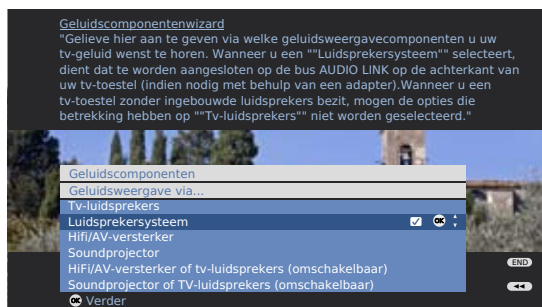 Geluidscomponentenwizard
"Gelieve hier aan te geven via welke geluidsweergavecomponenten u uw
tv-geluid wenst te horen. Wanneer u een ""Luidsprekersysteem"" selecteert,
dient dat te worden aangesloten op de bus AUDIO LINK op de achterkant van
uw tv-toestel (indien nodig met behulp van een adapter).Wanneer u een
tv-toestel zonder ingebouwde luidsprekers bezit, mogen de opties die
betrekking hebben op ""Tv-luidsprekers"" niet worden geselecteerd."
Geluidscomponenten
Geluidsweergave via...
Tv-luidsprekers
Luidsprekersysteem OK
Hifi/AV-versterker
Soundprojector
HiFi/AV-versterker of tv-luidsprekers (omschakelbaar)
Soundprojector of TV-luidsprekers (omschakelbaar)
END
OK Verder